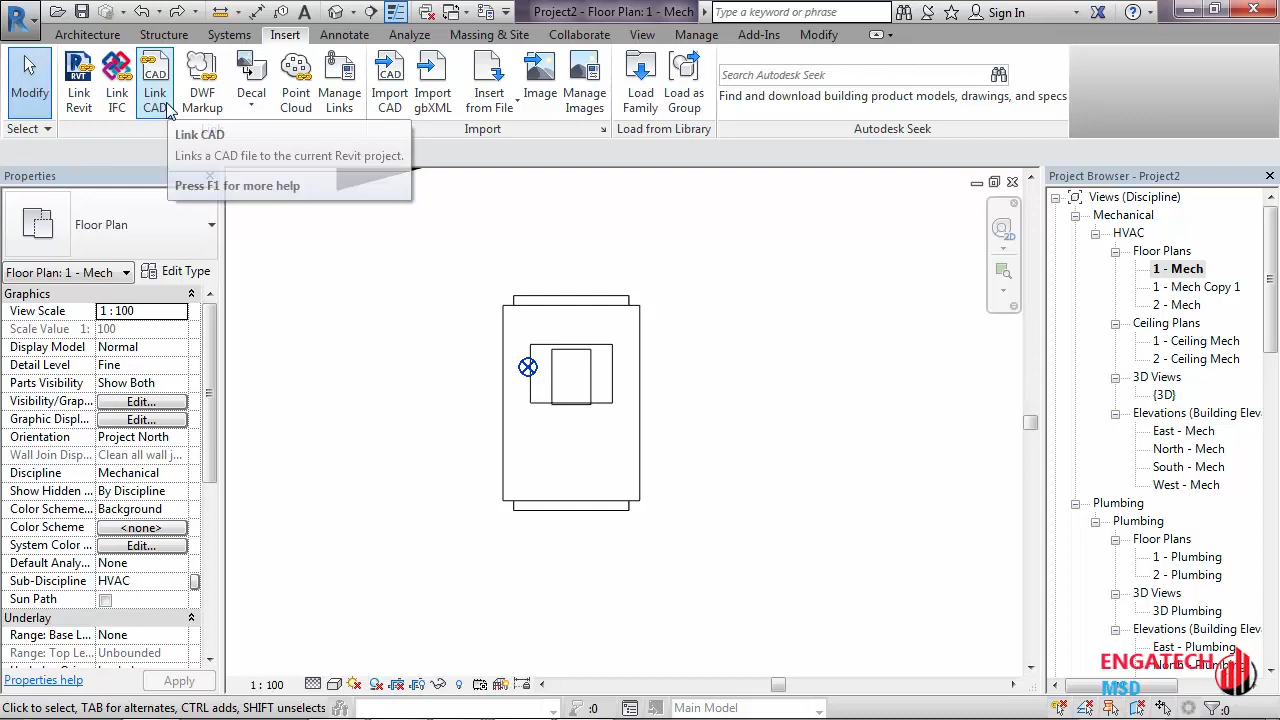 Project2 - Floor Plan: 1 - Mech
Type a keyword or phrase
Sign In
Architecture
Structure
Systems
Insert
Annotate
Analyze
Massing & Site
Collaborate
View
Manage
Add-Ins
Modify
Modify
Link Revit
Link IFC
Link CAD
DWF Markup
Decal
Point Cloud
Manage Links
Import CAD
Import gbXML
Insert from File
Image
Manage Images
Load Family
Load as Group
Search Autodesk Seek
Find and download building product models, drawings, and specs
Select
Import
Load from Library
Autodesk Seek
Link CAD
Links a CAD file to the current Revit project.
Press F1 for more help
Properties
Floor Plan
Floor Plan: 1 - Mech
Edit Type
Graphics
View Scale 1 : 100
Scale Value 1: 100
Display Model Normal
Detail Level Fine
Parts Visibility Show Both
Visibility/Grap... Edit...
Graphic Displ... Edit...
Orientation Project North
Wall Join Disp... Clean all wall j...
Discipline Mechanical
Show Hidden ... By Discipline
Color Scheme... Background
Color Scheme <none>
System Color ... Edit...
Default Analy... None
Sub-Discipline HVAC
Sun Path
Underlay
Range: Base L... None
Range: Top Le... Unbounded
Properties help
Apply
2D
1 : 100
Project Browser - Project2
Views (Discipline)
Mechanical
HVAC
Floor Plans
1 - Mech
1 - Mech Copy 1
2 - Mech
Ceiling Plans
1 - Ceiling Mech
2 - Ceiling Mech
3D Views
{3D}
Elevations (Building Elev
East - Mech
North - Mech
South - Mech
West - Mech
Plumbing
Plumbing
Floor Plans
1 - Plumbing
2 - Plumbing
3D Views
3D Plumbing
Elevations (Building Elev
East - Plumbing
ENGATECH
MSD
Click to select, TAB for alternates, CTRL adds, SHIFT unselects
:0
Main Model
:0